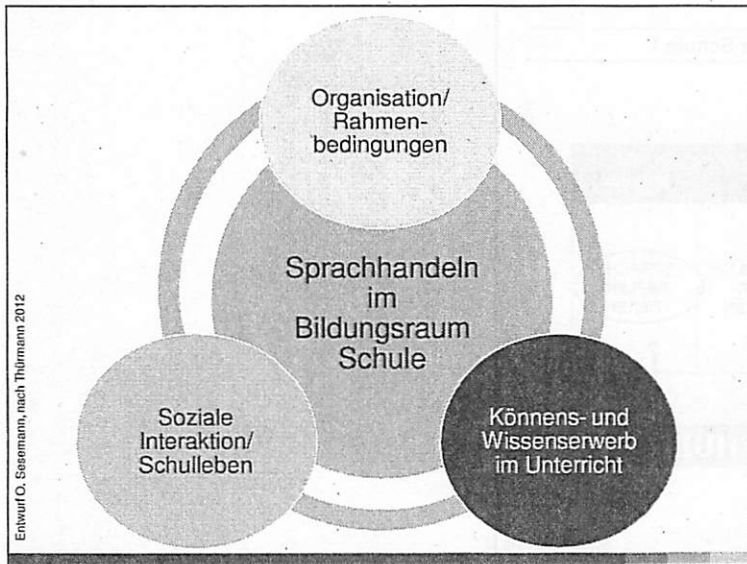 Organisation/
Rahmen-
bedingungen
Sprachhandeln
im
Bildungsraum
Schule
Soziale
Interaktion/
Schulleben
Könnens- und
Wissenserwerb
im Unterricht
Entwurf O. Sesemann, nach Thürmann 2012